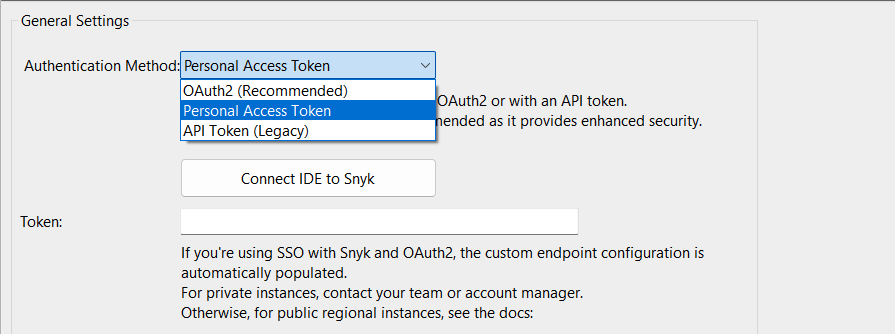 General Settings
Authentication Method: Personal Access Token
OAuth2 (Recommended)
OAuth2 or with an API token.
Personal Access Token
API Token (Legacy)
as it provides enhanced security.
Connect IDE to Snyk
Token:
If you're using SSO with Snyk and OAuth2, the custom endpoint configuration is
automatically populated.
For private instances, contact your team or account manager.
Otherwise, for public regional instances, see the docs: